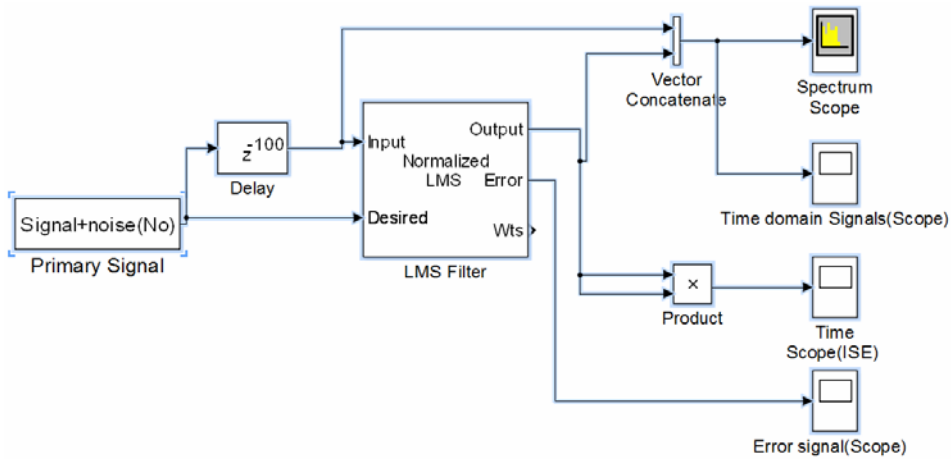 Vector
Concatenate
Spectrum
Scope
z-100
Delay
Input
Output
Normalized
LMS
Error
Desired
Wts
LMS Filter
Signal+noise(No)
Primary Signal
Time domain Signals(Scope)
×
Product
Time
Scope(ISE)
Error signal(Scope)